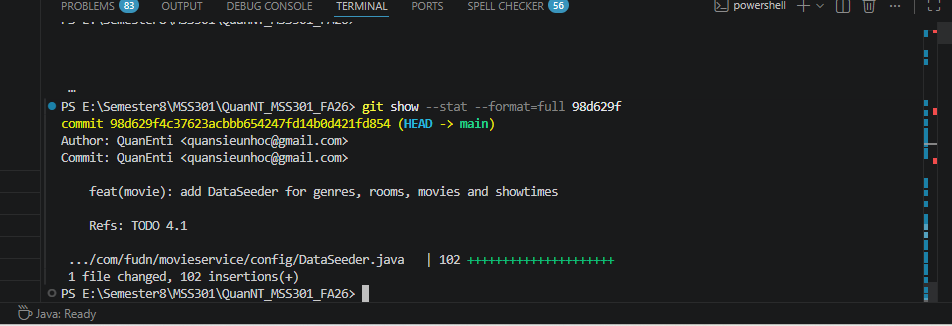 PROBLEMS 83 OUTPUT DEBUG CONSOLE TERMINAL PORTS SPELL CHECKER 56 powershell
PS E:\Semester8\MSS301\QuanNT_MSS301_FA26>
…
PS E:\Semester8\MSS301\QuanNT_MSS301_FA26> git show --stat --format=full 98d629f
commit 98d629f4c37623acbbb654247fd14b0d421fd854 (HEAD -> main)
Author: QuanEnti <quansieunhoc@gmail.com>
Commit: QuanEnti <quansieunhoc@gmail.com>
feat(movie): add DataSeeder for genres, rooms, movies and showtimes
Refs: TODO 4.1
.../com/fudn/movieservice/config/DataSeeder.java | 102 +++++++++++++++++++++
1 file changed, 102 insertions(+)
PS E:\Semester8\MSS301\QuanNT_MSS301_FA26>
Java: Ready